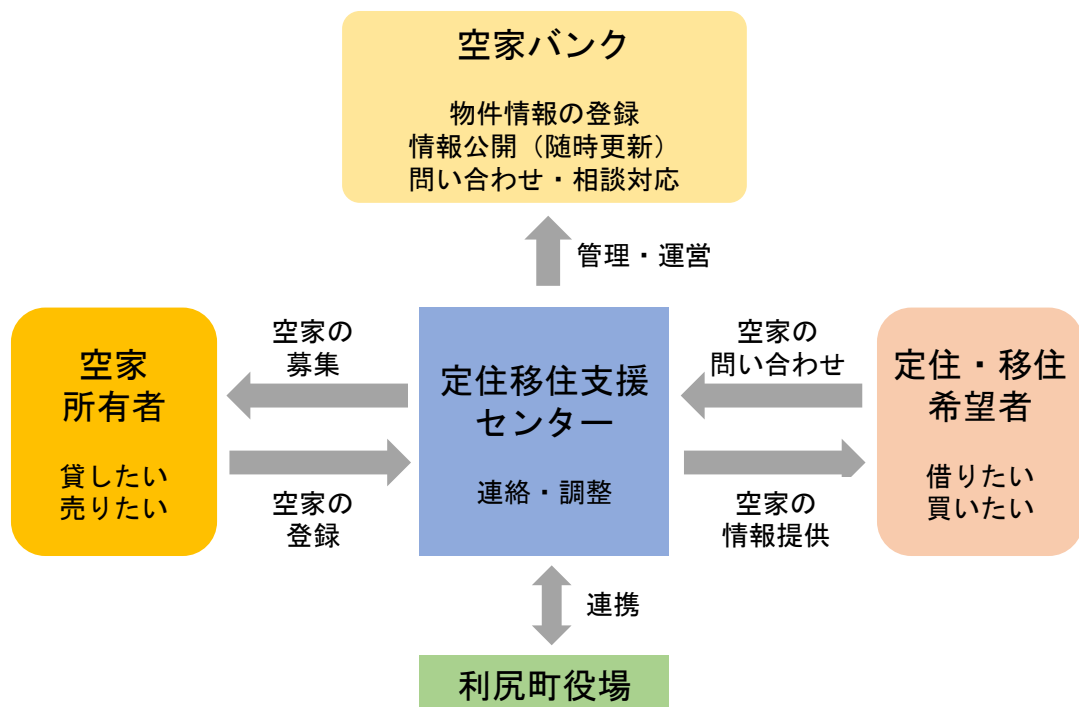 空家バンク
物件情報の登録
情報公開（随時更新）
問い合わせ・相談対応
管理・運営
空家
所有者
貸したい
売りたい
空家の
募集
空家の
登録
定住移住支援
センター
連絡・調整
空家の
問い合わせ
空家の
情報提供
定住・移住
希望者
借りたい
買いたい
連携
利尻町役場